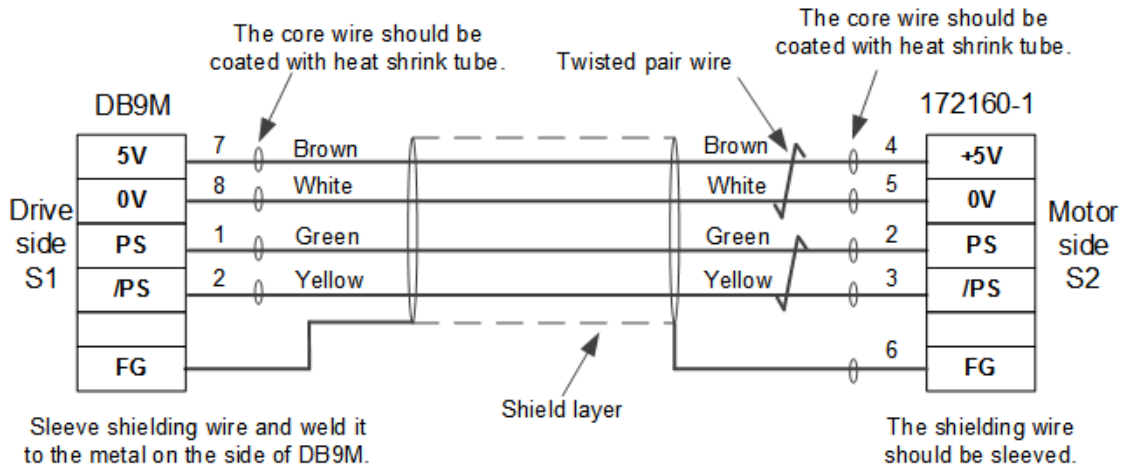 The core wire should be
coated with heat shrink tube.
Twisted pair wire
The core wire should be
coated with heat shrink tube.
DB9M
172160-1
5V 7 Brown Brown 4 +5V
0V 8 White White 5 0V
Drive
side
S1
PS 1 Green Green 2 PS
/PS 2 Yellow Yellow 3 /PS
Motor
side
S2
FG 6 FG
Shield layer
Sleeve shielding wire and weld it
to the metal on the side of DB9M.
The shielding wire
should be sleeved.